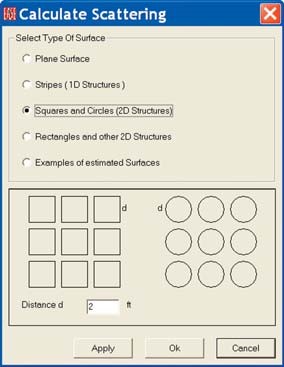 Calculate Scattering
Select Type Of Surface
Plane Surface
Stripes ( 1D Structures )
Squares and Circles (2D Structures)
Rectangles and other 2D Structures
Examples of estimated Surfaces
d d
Distance d 2 ft
Apply Ok Cancel